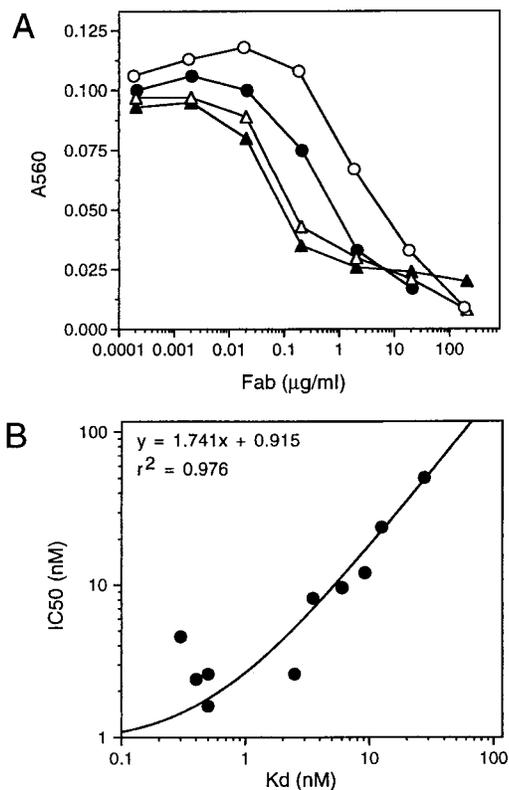 A
0.125
0.100
0.075
0.050
0.025
0.000
A560
0.0001 0.001 0.01 0.1 1 10 100
Fab (μg/ml)
B
y = 1.741x + 0.915
r2 = 0.976
100
10
1
IC50 (nM)
0.1 1 10 100
Kd (nM)